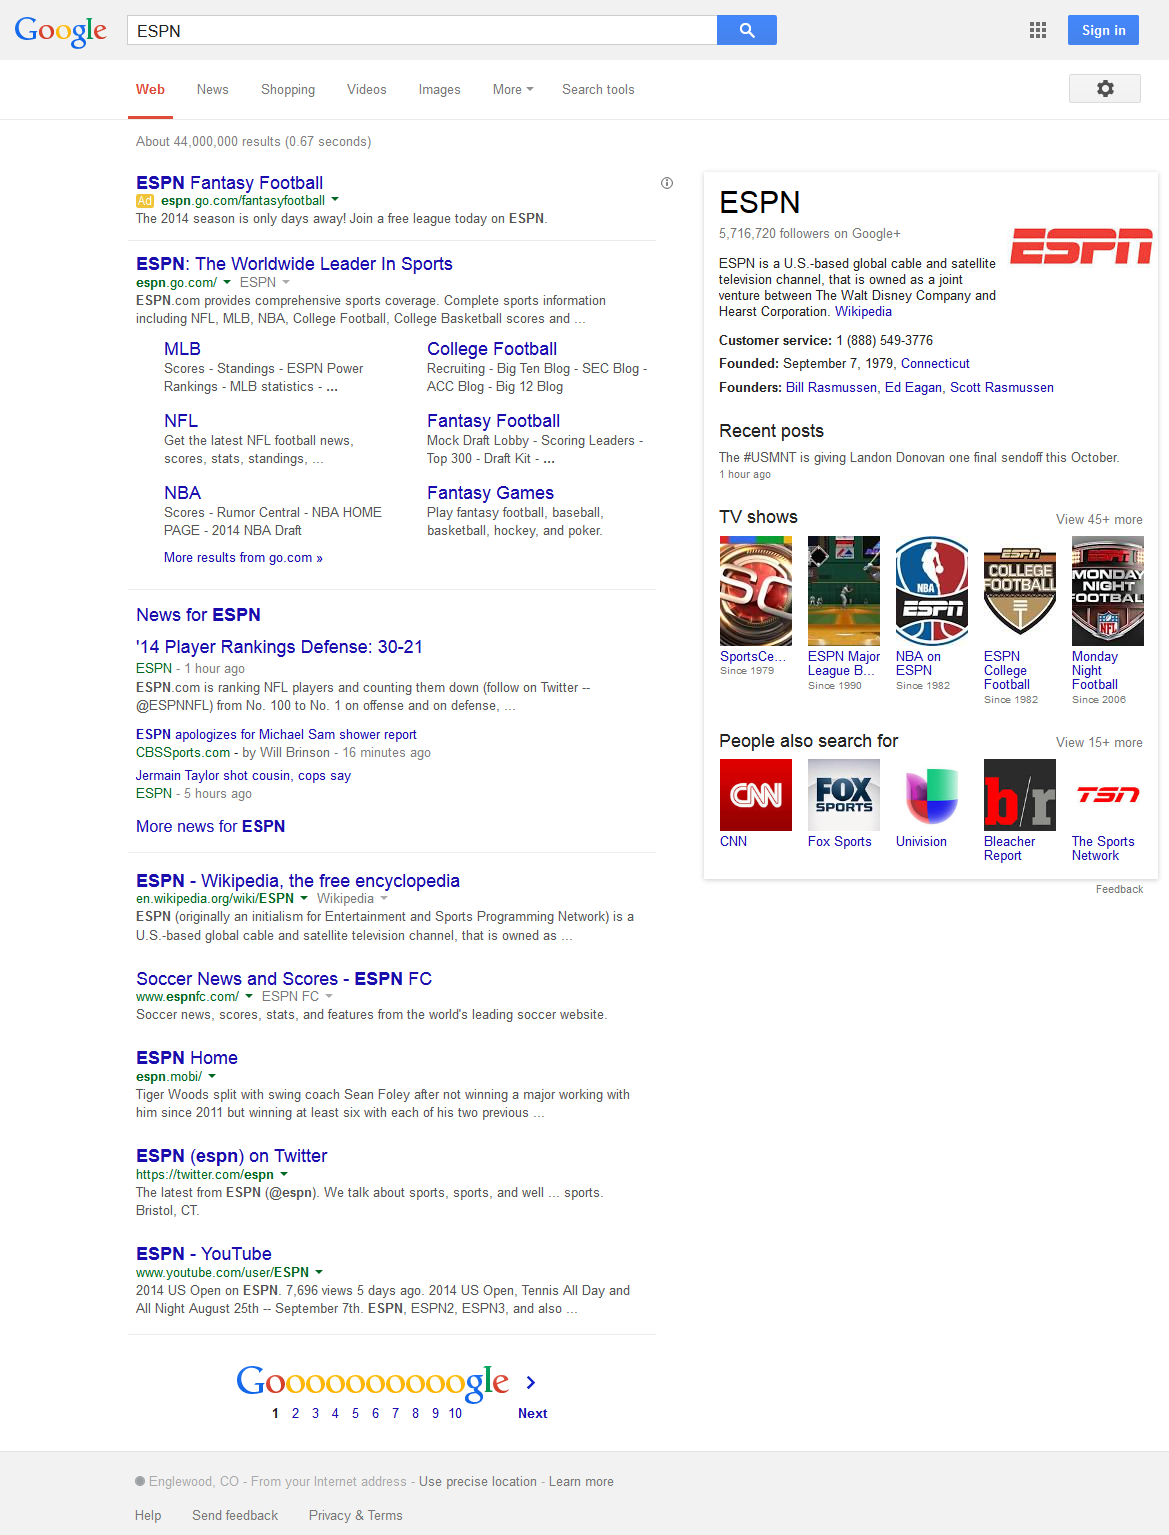 Google
ESPN
Sign in
Web News Shopping Videos Images More Search tools
About 44,000,000 results (0.67 seconds)
ESPN Fantasy Football
Ad espn.go.com/fantasyfootball
The 2014 season is only days away! Join a free league today on ESPN.
ESPN: The Worldwide Leader In Sports
espn.go.com/ ESPN
ESPN.com provides comprehensive sports coverage. Complete sports information
including NFL, MLB, NBA, College Football, College Basketball scores and ...
MLB
Scores - Standings - ESPN Power
Rankings - MLB statistics - ...
College Football
Recruiting - Big Ten Blog - SEC Blog -
ACC Blog - Big 12 Blog
NFL
Get the latest NFL football news,
scores, stats, standings, ...
Fantasy Football
Mock Draft Lobby - Scoring Leaders -
Top 300 - Draft Kit - ...
NBA
Scores - Rumor Central - NBA HOME
PAGE - 2014 NBA Draft
Fantasy Games
Play fantasy football, baseball,
basketball, hockey, and poker.
More results from go.com »
News for ESPN
'14 Player Rankings Defense: 30-21
ESPN - 1 hour ago
ESPN.com is ranking NFL players and counting them down (follow on Twitter --
@ESPNNFL) from No. 100 to No. 1 on offense and on defense, ...
ESPN apologizes for Michael Sam shower report
CBSSports.com - by Will Brinson - 16 minutes ago
Jermain Taylor shot cousin, cops say
ESPN - 5 hours ago
More news for ESPN
ESPN - Wikipedia, the free encyclopedia
en.wikipedia.org/wiki/ESPN Wikipedia
ESPN (originally an initialism for Entertainment and Sports Programming Network) is a
U.S.-based global cable and satellite television channel, that is owned as ...
Soccer News and Scores - ESPN FC
www.espnfc.com/ ESPN FC
Soccer news, scores, stats, and features from the world's leading soccer website.
ESPN Home
espn.mobi/
Tiger Woods split with swing coach Sean Foley after not winning a major working with
him since 2011 but winning at least six with each of his two previous ...
ESPN (espn) on Twitter
https://twitter.com/espn
The latest from ESPN (@espn). We talk about sports, sports, and well ... sports.
Bristol, CT.
ESPN - YouTube
www.youtube.com/user/ESPN
2014 US Open on ESPN. 7,696 views 5 days ago. 2014 US Open, Tennis All Day and
All Night August 25th -- September 7th. ESPN, ESPN2, ESPN3, and also ...
Goooooooooogle
1 2 3 4 5 6 7 8 9 10 Next
ESPN
5,716,720 followers on Google+
ESPN
ESPN is a U.S.-based global cable and satellite
television channel, that is owned as a joint
venture between The Walt Disney Company and
Hearst Corporation. Wikipedia
Customer service: 1 (888) 549-3776
Founded: September 7, 1979, Connecticut
Founders: Bill Rasmussen, Ed Eagan, Scott Rasmussen
Recent posts
The #USMNT is giving Landon Donovan one final sendoff this October.
1 hour ago
TV shows View 45+ more
SC
NBA
ESPN
ESPN
COLLEGE
FOOTBALL
ESPN
MONDAY
NIGHT
FOOTBAL
NFL
SportsCe...
Since 1979
ESPN Major
League B...
Since 1990
NBA on
ESPN
Since 1982
ESPN
College
Football
Since 1982
Monday
Night
Football
Since 2006
People also search for View 15+ more
CNN
FOX
SPORTS
b/r
TSN
CNN
Fox Sports
Univision
Bleacher
Report
The Sports
Network
Feedback
Englewood, CO - From your Internet address - Use precise location - Learn more
Help Send feedback Privacy & Terms